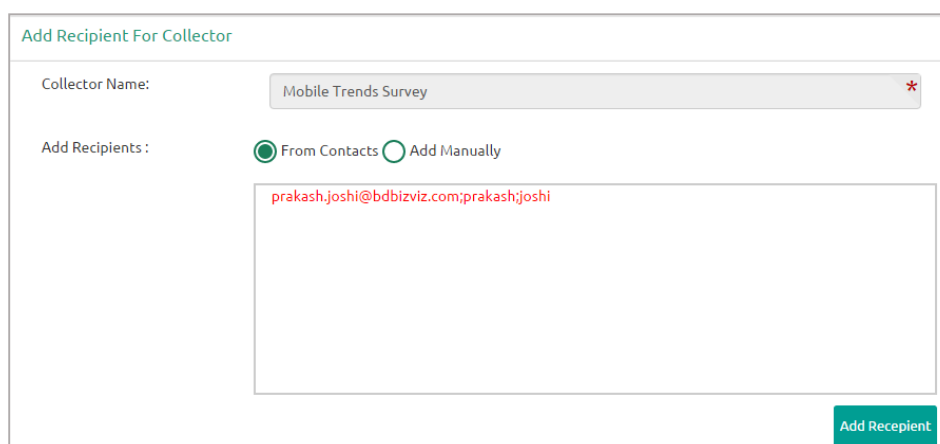 Add Recipient For Collector
Collector Name:
Mobile Trends Survey *
Add Recipients :
From Contacts Add Manually
prakash.joshi@bdbizviz.com;prakash;joshi
Add Recepient